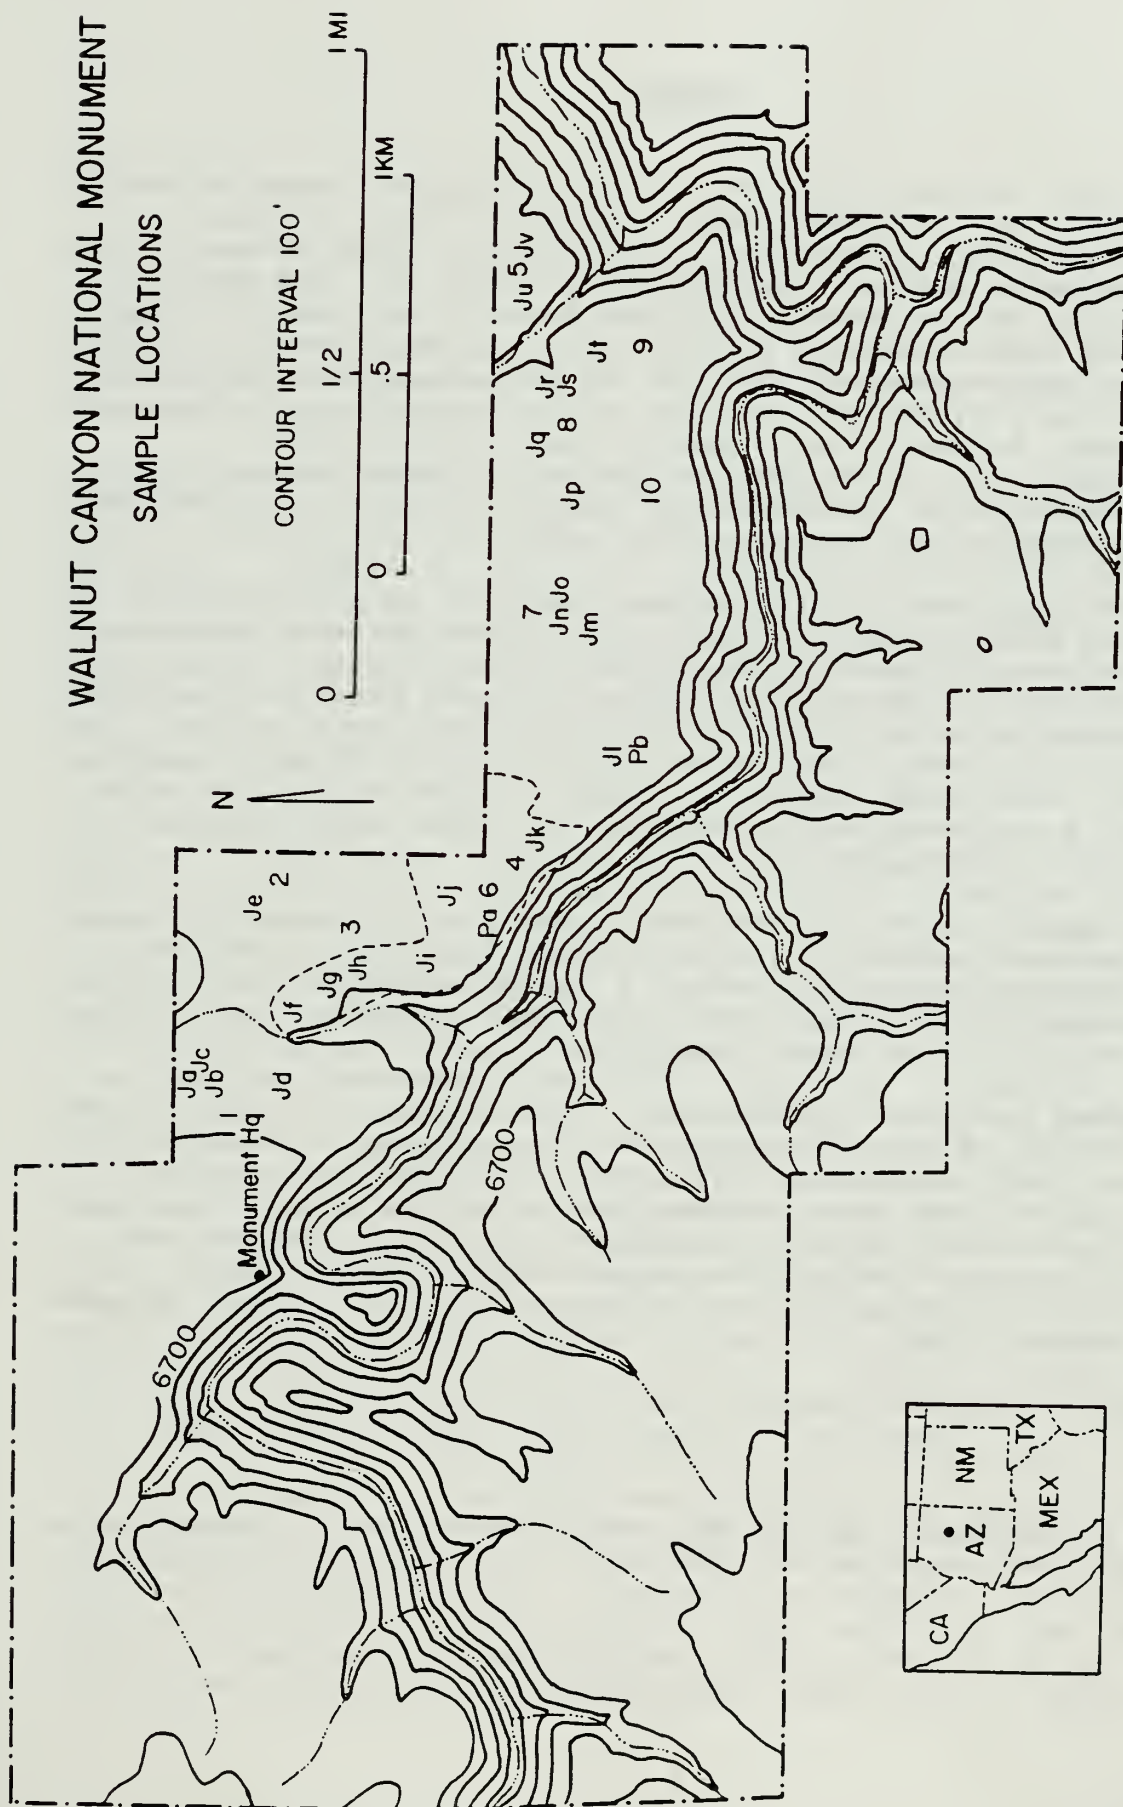 WALNUT CANYON NATIONAL MONUMENT
SAMPLE LOCATIONS
CONTOUR INTERVAL 100'
0 1/2 1 MI
0 .5 1KM
N
6700
Monument Hq
1
Ja
Jb
Jc
Jd
Je
2
Jf
Jg
Jh
3
Ji
Jj
Pa 6
4
Jk
Jl
Pb
7
Jn Jo
Jm
Jp
10
Jq
8
Jr
Js
Jt
9
Ju 5 Jv
6700
CA
AZ
NM
TX
MEX